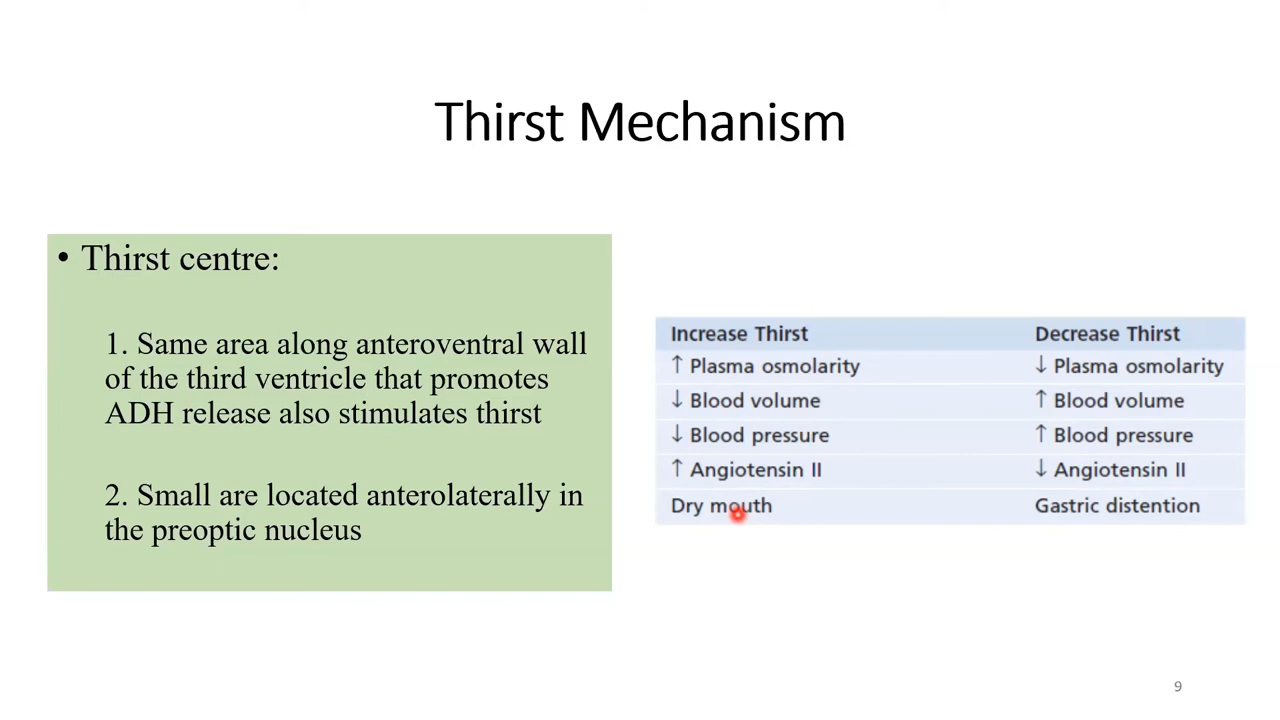 Thirst Mechanism
• Thirst centre:
1. Same area along anteroventral wall
of the third ventricle that promotes
ADH release also stimulates thirst
2. Small are located anterolaterally in
the preoptic nucleus
Increase Thirst Decrease Thirst
↑ Plasma osmolarity ↓ Plasma osmolarity
↓ Blood volume ↑ Blood volume
↓ Blood pressure ↑ Blood pressure
↑ Angiotensin II ↓ Angiotensin II
Dry mouth Gastric distention
9